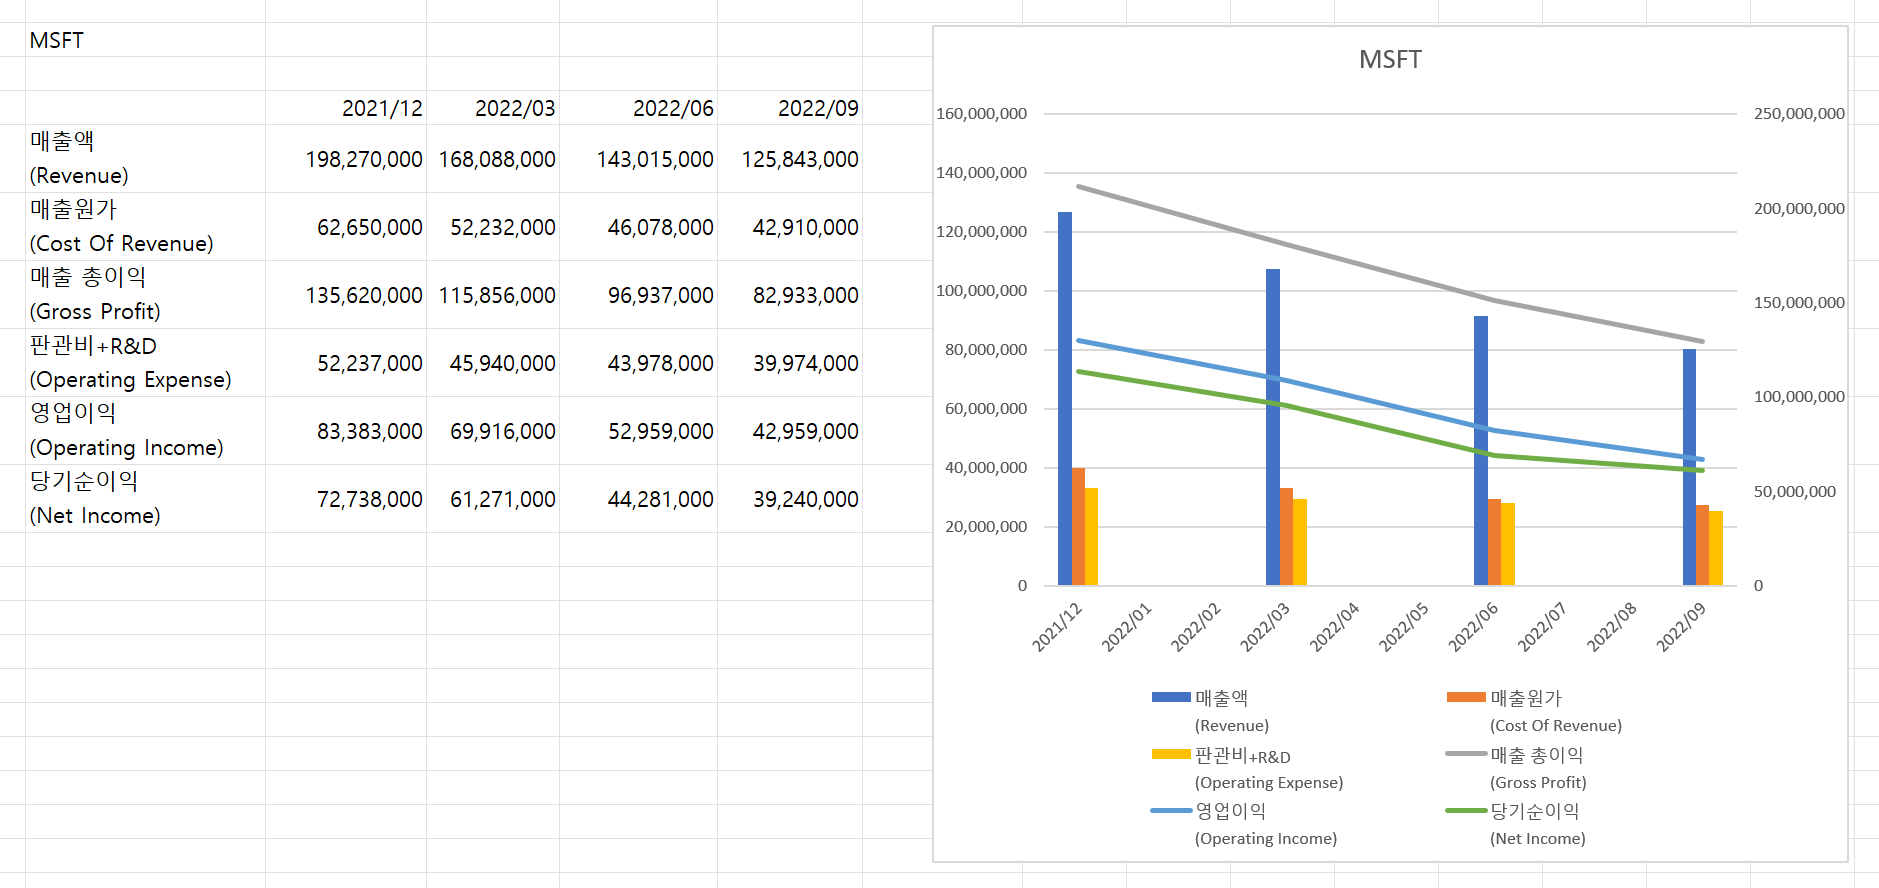 MSFT
2021/12 2022/03 2022/06 2022/09
매출액
(Revenue)
198,270,000 168,088,000 143,015,000 125,843,000
매출원가
(Cost Of Revenue)
62,650,000 52,232,000 46,078,000 42,910,000
매출 총이익
(Gross Profit)
135,620,000 115,856,000 96,937,000 82,933,000
판관비+R&D
(Operating Expense)
52,237,000 45,940,000 43,978,000 39,974,000
영업이익
(Operating Income)
83,383,000 69,916,000 52,959,000 42,959,000
당기순이익
(Net Income)
72,738,000 61,271,000 44,281,000 39,240,000
MSFT
160,000,000
140,000,000
120,000,000
100,000,000
80,000,000
60,000,000
40,000,000
20,000,000
0
250,000,000
200,000,000
150,000,000
100,000,000
50,000,000
0
2021/12 2022/01 2022/02 2022/03 2022/04 2022/05 2022/06 2022/07 2022/08 2022/09
매출액
(Revenue)
매출원가
(Cost Of Revenue)
판관비+R&D
(Operating Expense)
매출 총이익
(Gross Profit)
영업이익
(Operating Income)
당기순이익
(Net Income)